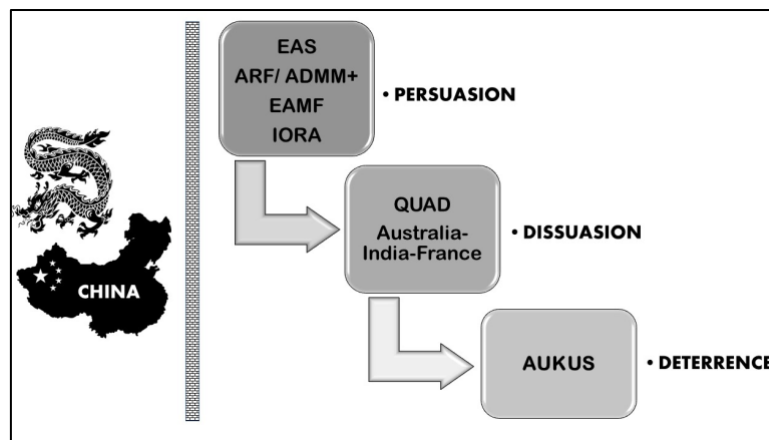 EAS
ARF/ ADMM+
EAMF
IORA
• PERSUASION
QUAD
Australia-
India-France
• DISSUASION
AUKUS
• DETERRENCE
CHINA